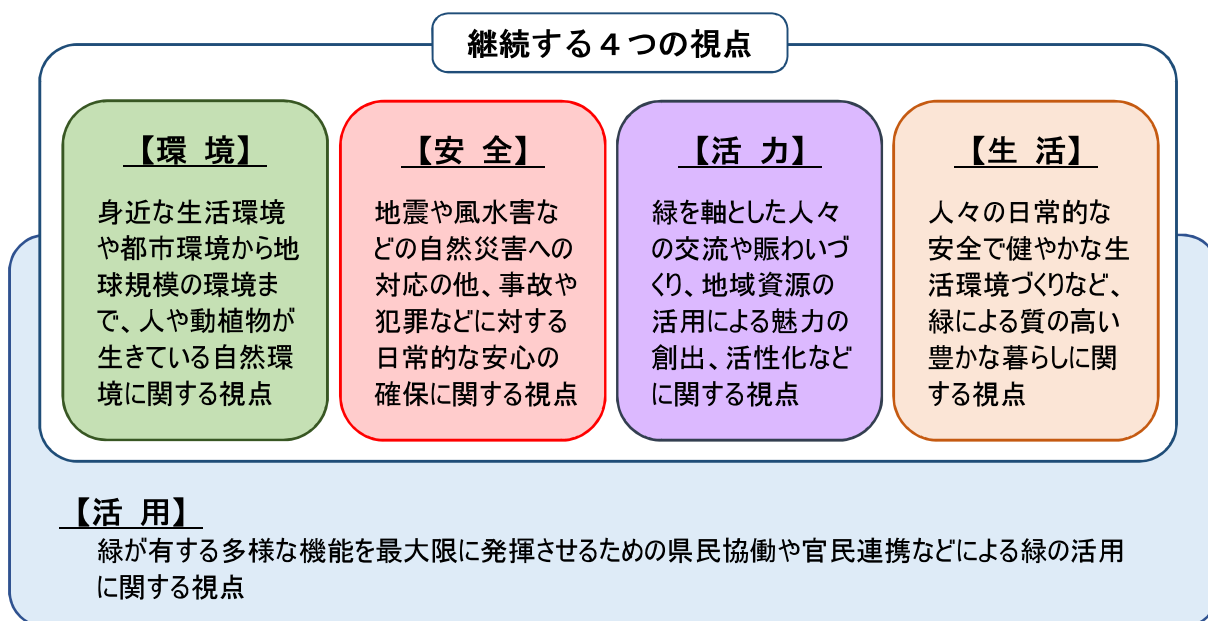 継続する４つの視点
【環 境】
身近な生活環境
や都市環境から地
球規模の環境ま
で、人や動植物が
生きている自然環
境に関する視点
【安 全】
地震や風水害な
どの自然災害への
対応の他、事故や
犯罪などに対する
日常的な安心の
確保に関する視点
【活 力】
緑を軸とした人々
の交流や賑わいづ
くり、地域資源の
活用による魅力の
創出、活性化など
に関する視点
【生 活】
人々の日常的な
安全で健やかな生
活環境づくりなど、
緑による質の高い
豊かな暮らしに関
する視点
【活 用】
緑が有する多様な機能を最大限に発揮させるための県民協働や官民連携などによる緑の活用
に関する視点